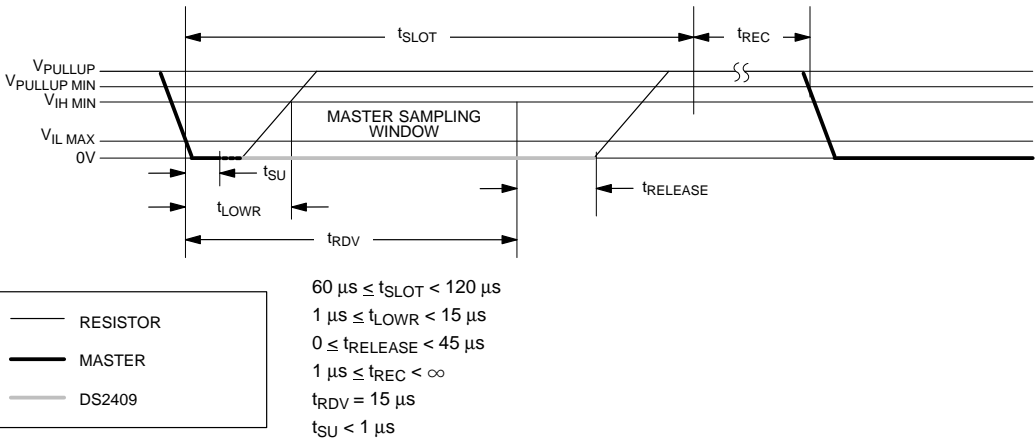 tSLOT
tREC
VPULLUP
VPULLUP MIN
VIH MIN
MASTER SAMPLING
WINDOW
VIL MAX
0V
tSU
tRELEASE
tLOWR
tRDV
RESISTOR
MASTER
DS2409
60 µs ≤ tSLOT < 120 µs
1 µs ≤ tLOWR < 15 µs
0 ≤ tRELEASE < 45 µs
1 µs ≤ tREC < ∞
tRDV = 15 µs
tSU < 1 µs